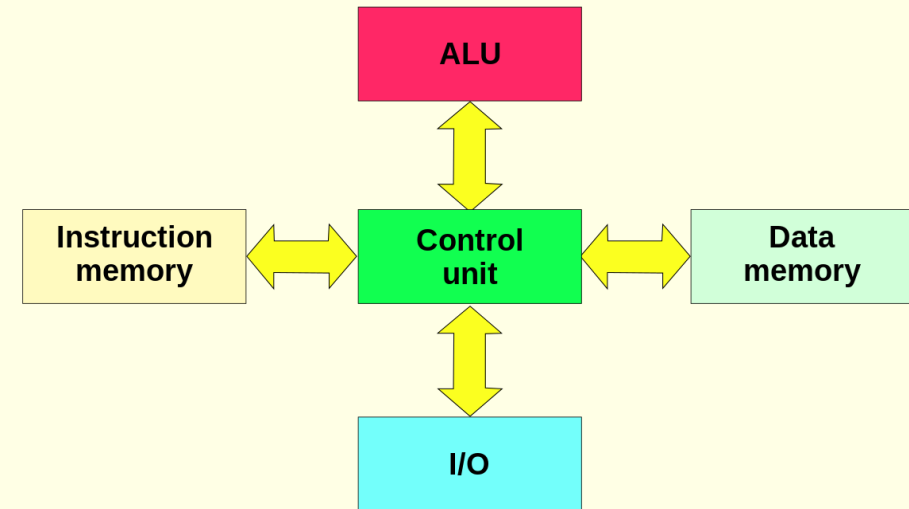 ALU
Instruction
memory
Control
unit
Data
memory
I/O